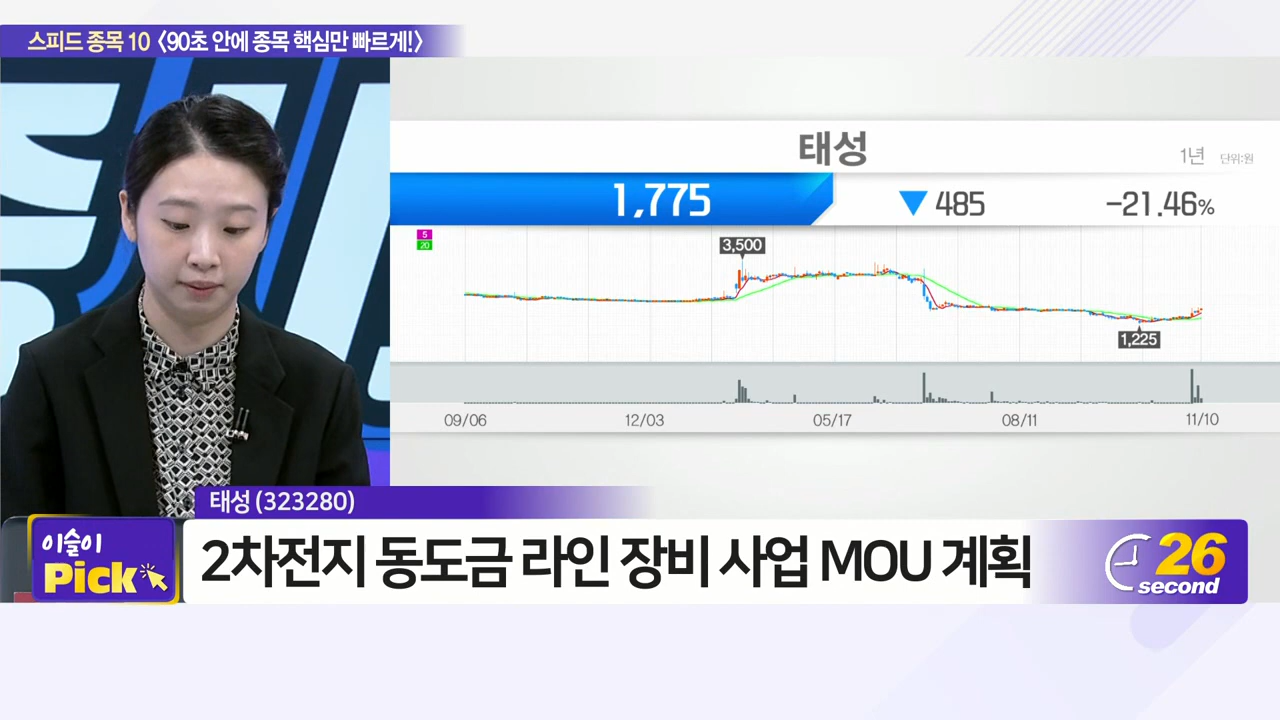 스피드 종목 10 〈90초 안에 종목 핵심만 빠르게!〉
태성
1년 단위:원
1,775 ▼ 485 -21.46%
5
20
3,500
1,225
09/06 12/03 05/17 08/11 11/10
태성 (323280)
이슬이
Pick
2차전지 동도금 라인 장비 사업 MOU 계획
26
second